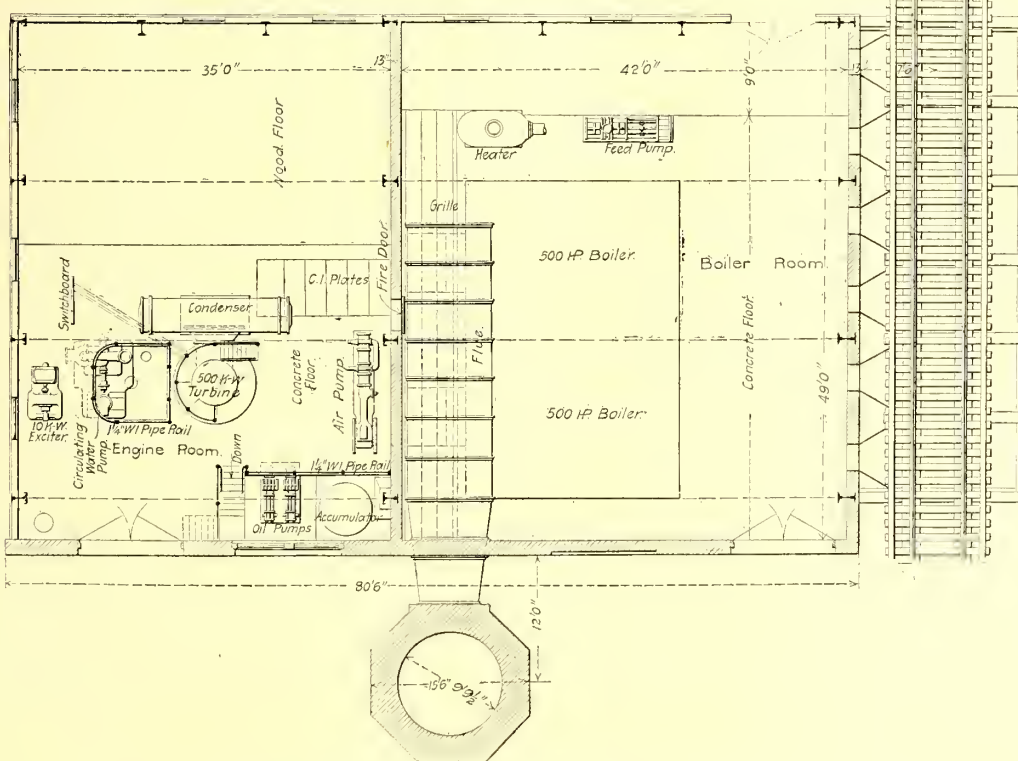 35'0"
13"
42'0"
9'0"
13"
Wood. Floor
Heater
Feed Pump.
Grille
Fire Door.
Switchboard
C.I. Plates
Condenser
500 H.P. Boiler.
Boiler Room.
Flue.
Concrete Floor.
49'0"
500 K-W
Turbine
Concrete
Floor.
Air Pump.
10 K-W.
Exciter.
Circulating
Water
Pump.
1¼" W.I Pipe Rail
Engine Room.
Down
1¼" W.I Pipe Rail
500 H.P. Boiler.
Oil Pumps
Accumulator
80'6"
12'0"
15'6"
9'9½"